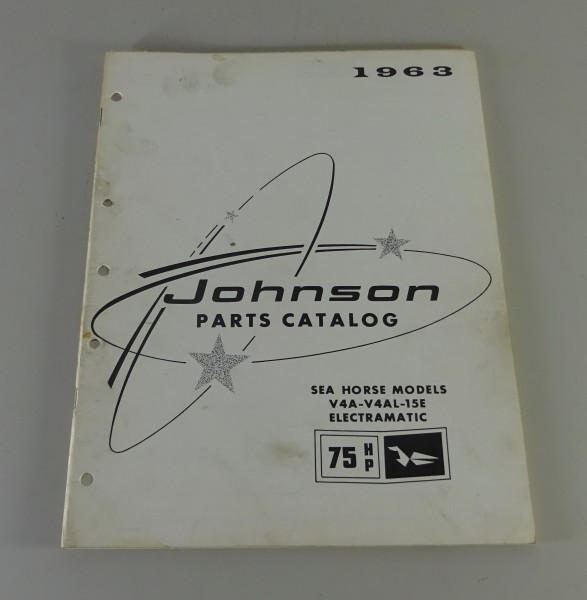 1963
Johnson
PARTS CATALOG
SEA HORSE MODELS
V4A-V4AL-15E
ELECTRAMATIC
75 HP